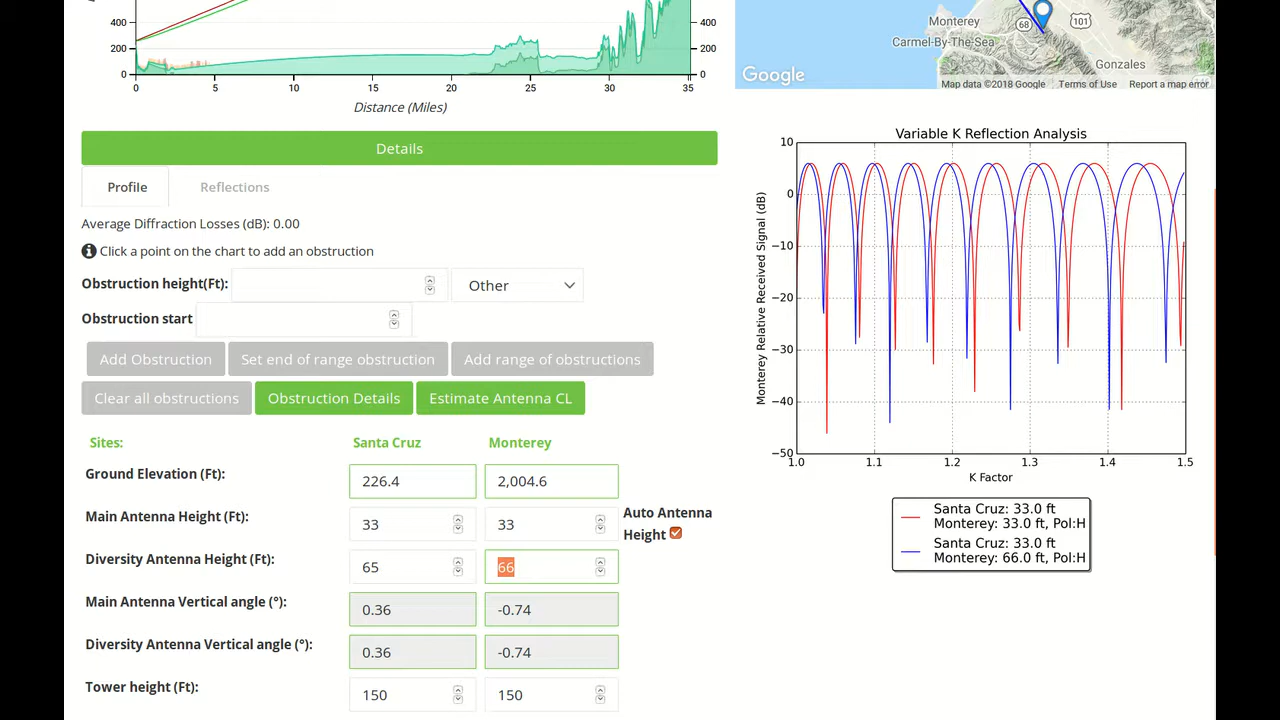 400
200
0
400
200
0
0
5
10
15
20
25
30
35
Distance (Miles)
Monterey
Carmel-By-The-Sea
68
101
Gonzales
Google
Map data ©2018 Google
Terms of Use
Report a map error
Details
Profile
Reflections
Average Diffraction Losses (dB): 0.00
Click a point on the chart to add an obstruction
Obstruction height(Ft):
Other
Obstruction start
Add Obstruction
Set end of range obstruction
Add range of obstructions
Clear all obstructions
Obstruction Details
Estimate Antenna CL
Sites:
Santa Cruz
Monterey
Ground Elevation (Ft):
226.4
2,004.6
Main Antenna Height (Ft):
33
33
Auto Antenna
Height
Diversity Antenna Height (Ft):
65
66
Main Antenna Vertical angle (°):
0.36
-0.74
Diversity Antenna Vertical angle (°):
0.36
-0.74
Tower height (Ft):
150
150
Variable K Reflection Analysis
Monterey Relative Received Signal (dB)
10
0
−10
−20
−30
−40
−50
1.0
1.1
1.2
1.3
1.4
1.5
K Factor
Santa Cruz: 33.0 ft
Monterey: 33.0 ft, Pol:H
Santa Cruz: 33.0 ft
Monterey: 66.0 ft, Pol:H